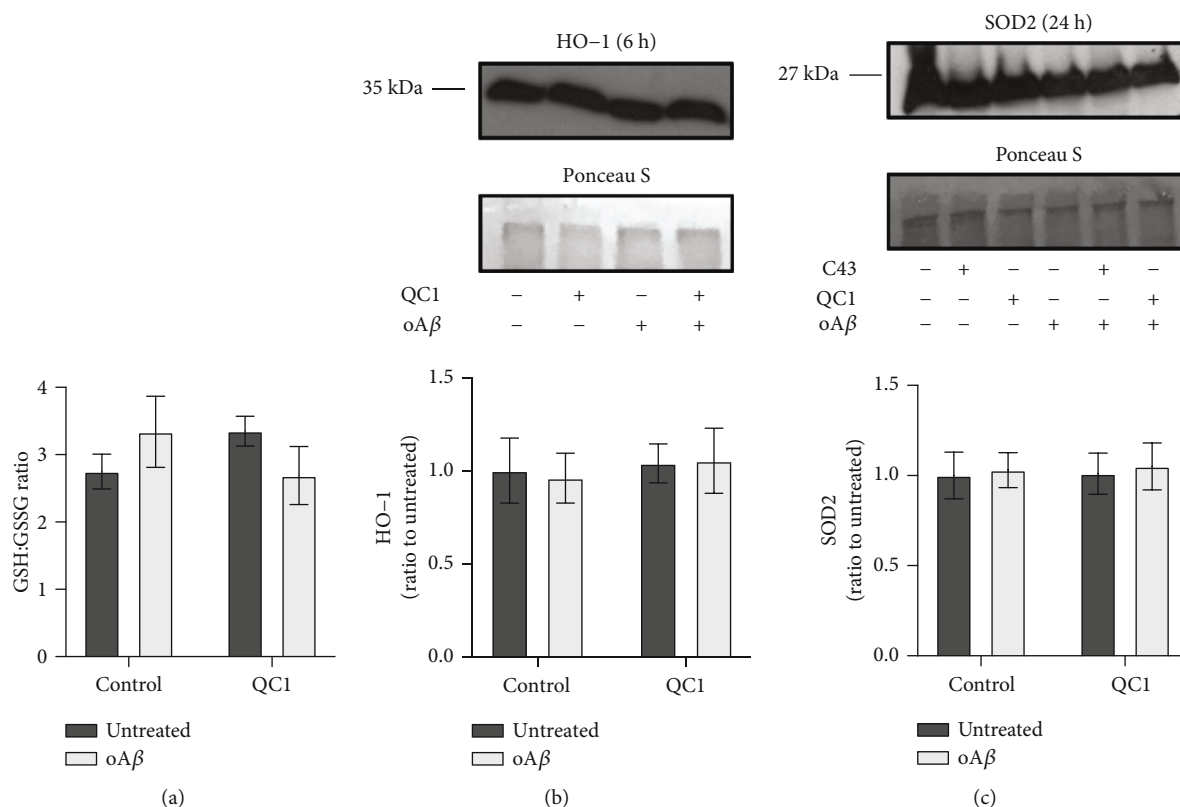 HO−1 (6 h)
35 kDa
Ponceau S
QC1 − + − +
oAβ − − + +
SOD2 (24 h)
27 kDa
Ponceau S
C43 − + − − + −
QC1 − − + − − +
oAβ − − − + + +
GSH:GSSG ratio
4
3
2
1
0
Control QC1
Untreated
oAβ
(a)
HO−1
(ratio to untreated)
1.5
1.0
0.5
0.0
Control QC1
Untreated
oAβ
(b)
SOD2
(ratio to untreated)
1.5
1.0
0.5
0.0
Control QC1
Untreated
oAβ
(c)